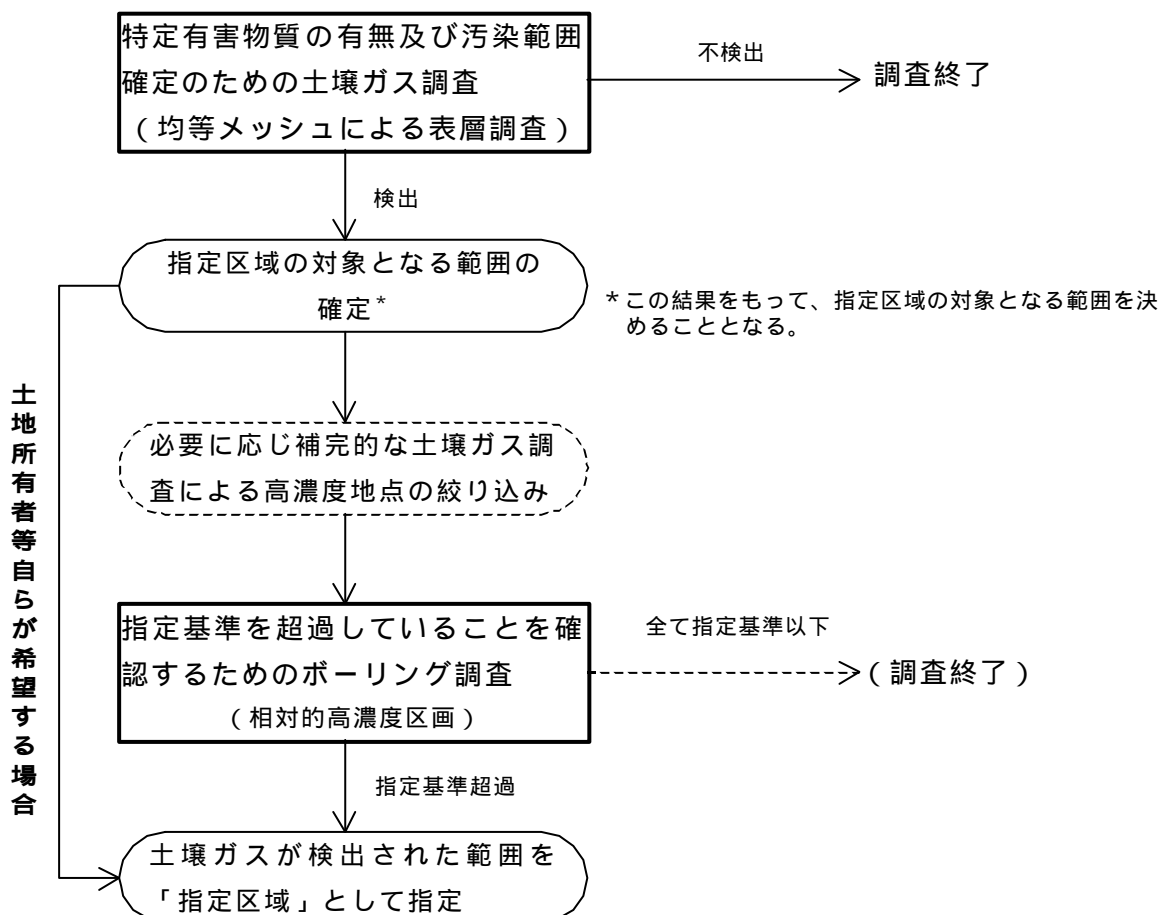 特定有害物質の有無及び汚染範囲
確定のための土壌ガス調査
(均等メッシュによる表層調査)
不検出
調査終了
検出
指定区域の対象となる範囲の
確定*
*この結果をもって、指定区域の対象となる範囲を決
めることとなる。
土地所有者等自らが希望する場合
必要に応じ補完的な土壌ガス調
査による高濃度地点の絞り込み
指定基準を超過していることを確
認するためのボーリング調査
(相対的高濃度区画)
全て指定基準以下
(調査終了)
指定基準超過
土壌ガスが検出された範囲を
「指定区域」として指定